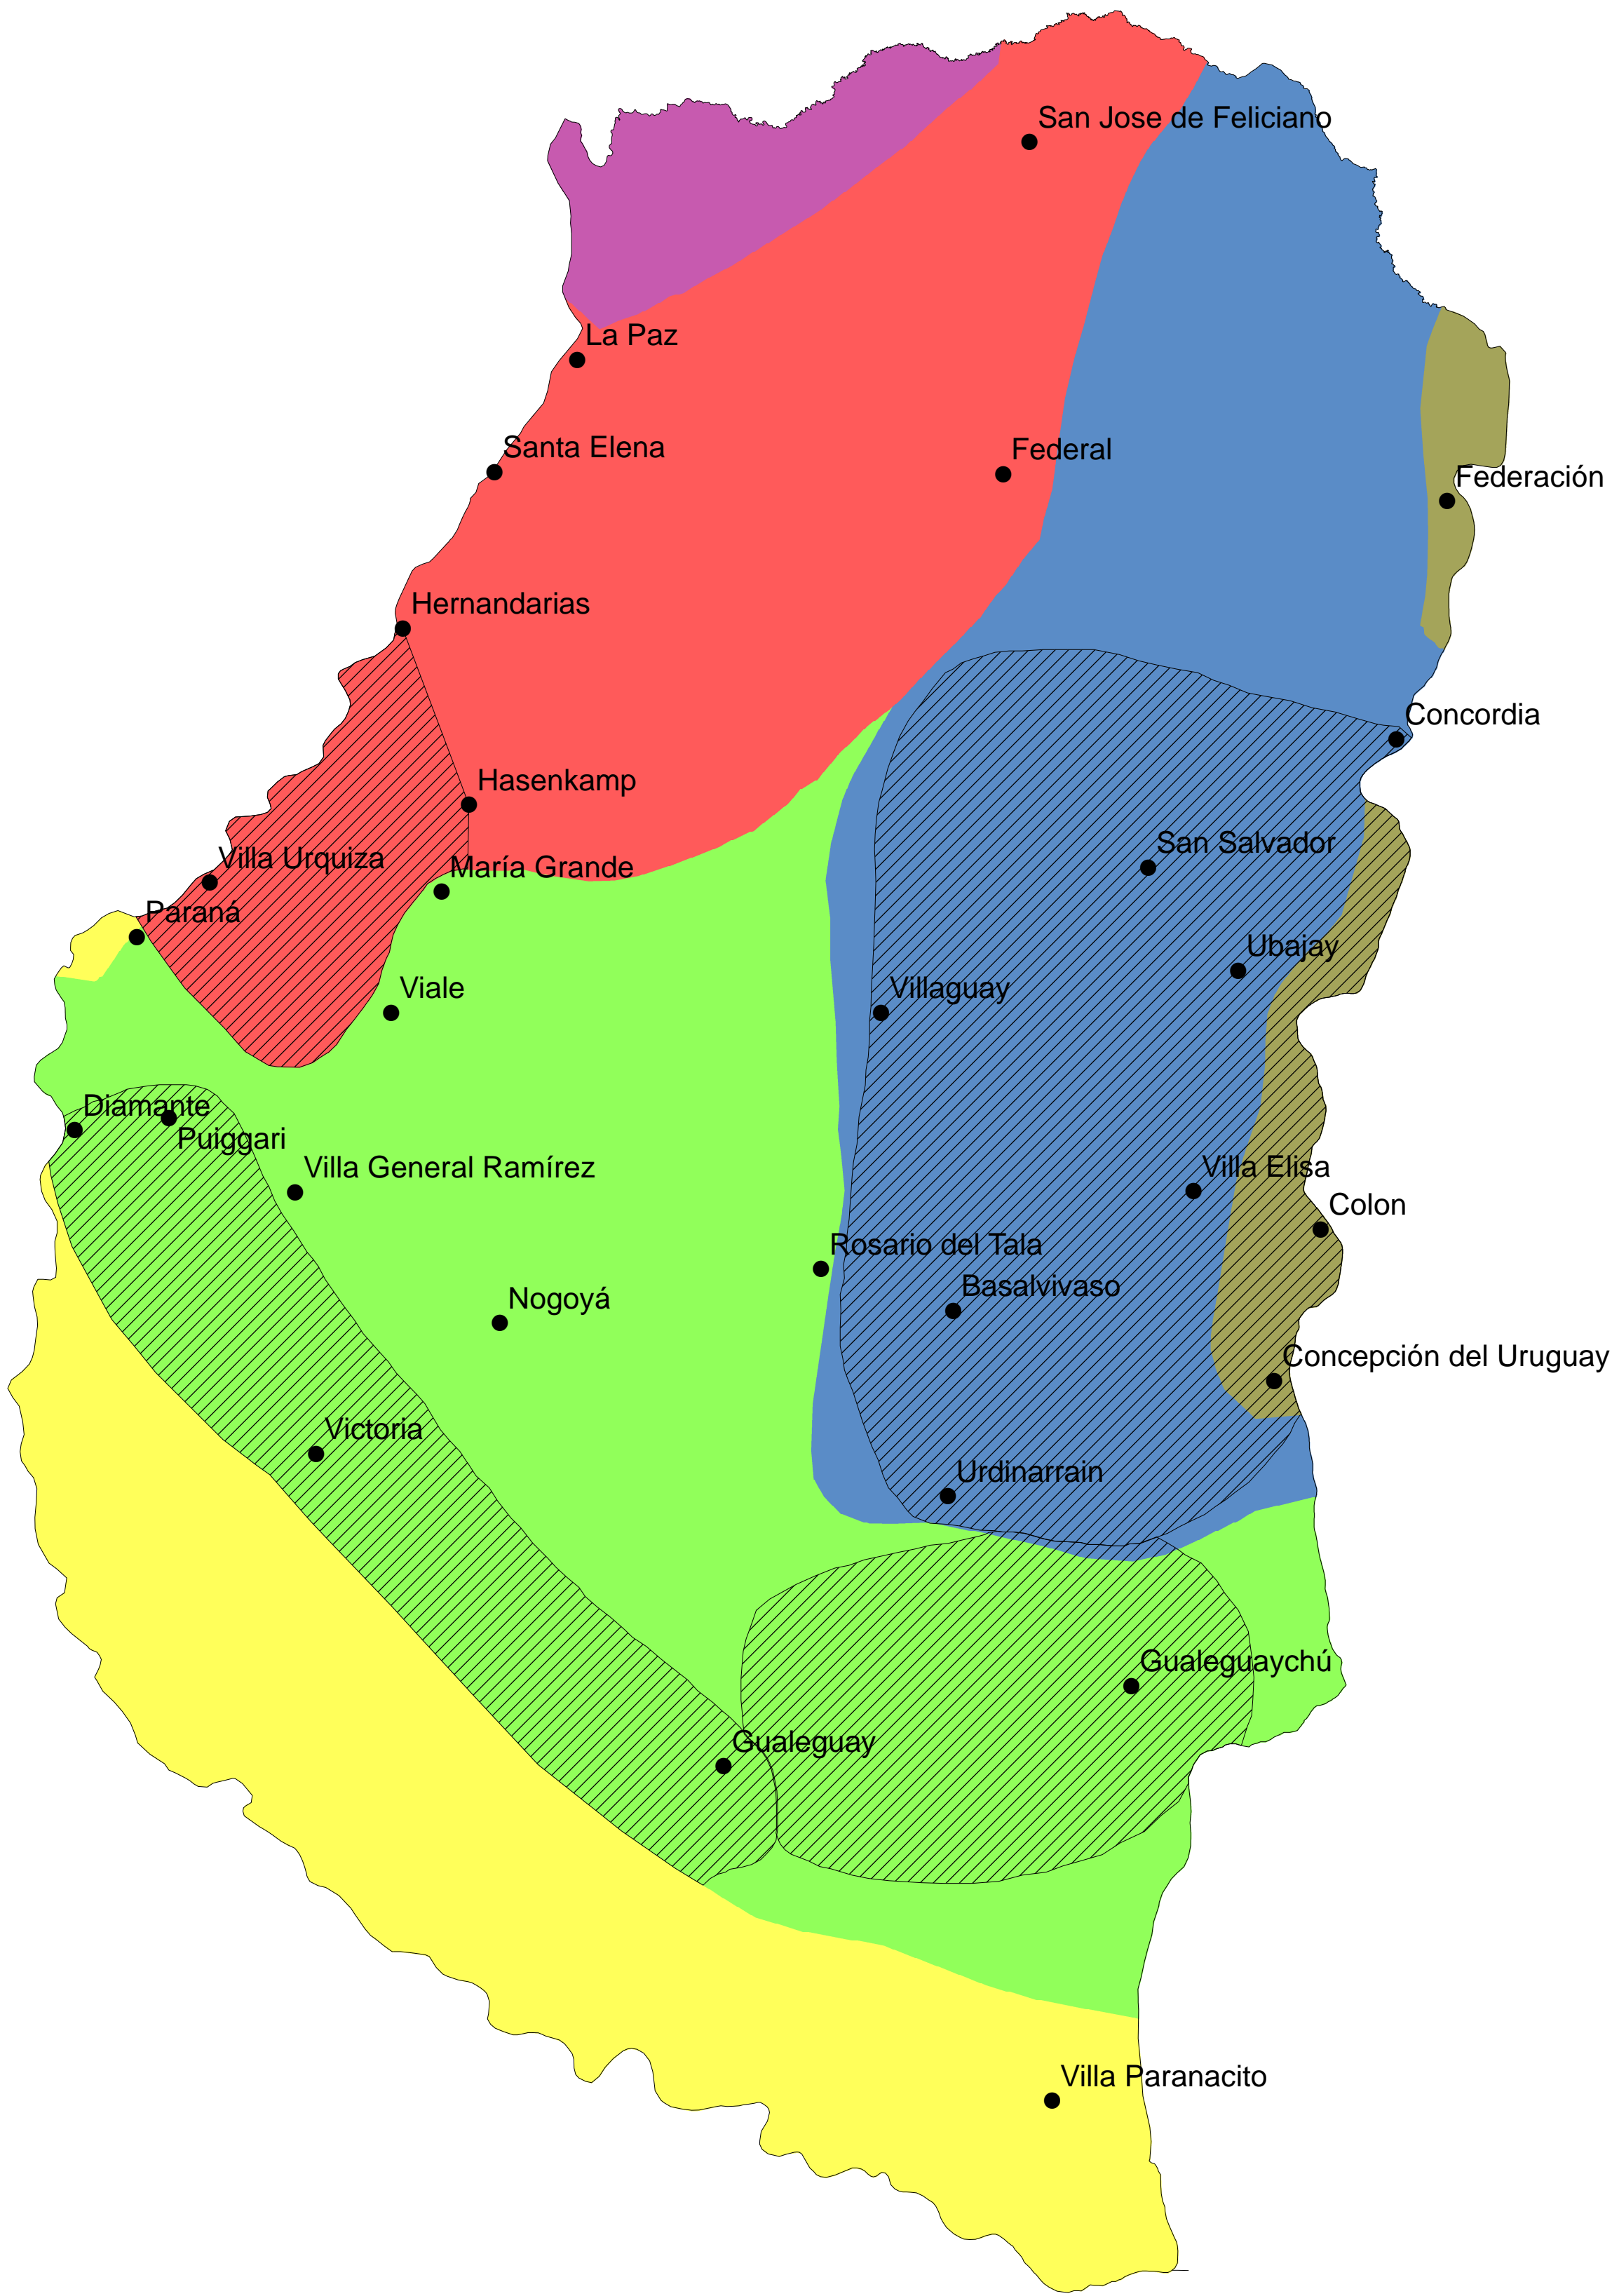 San Jose de Feliciano
La Paz
Santa Elena
Federal
Federación
Hernandarias
Concordia
Hasenkamp
San Salvador
Villa Urquiza
María Grande
Paraná
Ubajay
Viale
Villaguay
Diamante
Puiggari
Villa General Ramírez
Villa Elisa
Colon
Rosario del Tala
Basalvivaso
Nogoyá
Concepción del Uruguay
Victoria
Urdinarrain
Gualeguaychú
Gualeguay
Villa Paranacito